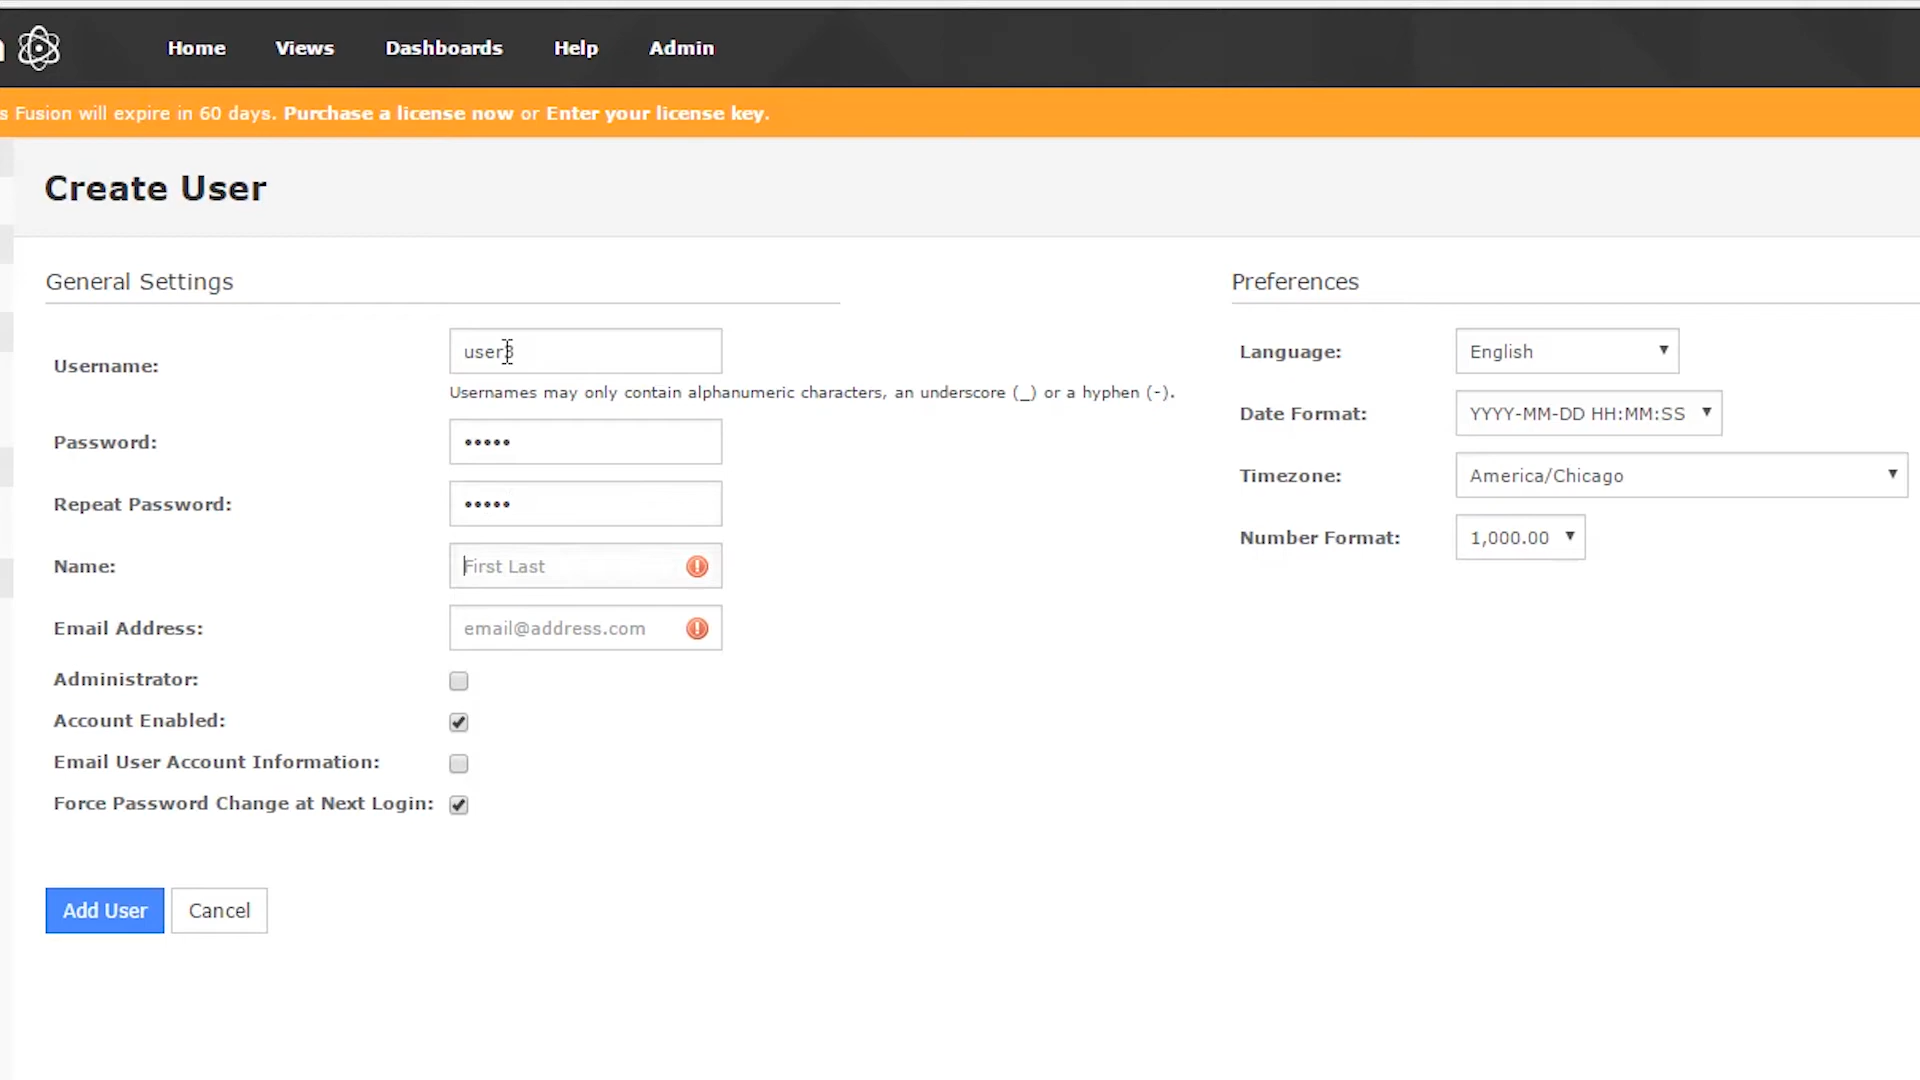 Home Views Dashboards Help Admin
s Fusion will expire in 60 days. Purchase a license now or Enter your license key.
Create User
General Settings
Username: user3
Usernames may only contain alphanumeric characters, an underscore (_) or a hyphen (-).
Password: •••••
Repeat Password: •••••
Name: First Last
Email Address: email@address.com
Administrator:
Account Enabled:
Email User Account Information:
Force Password Change at Next Login:
Add User Cancel
Preferences
Language: English
Date Format: YYYY-MM-DD HH:MM:SS
Timezone: America/Chicago
Number Format: 1,000.00